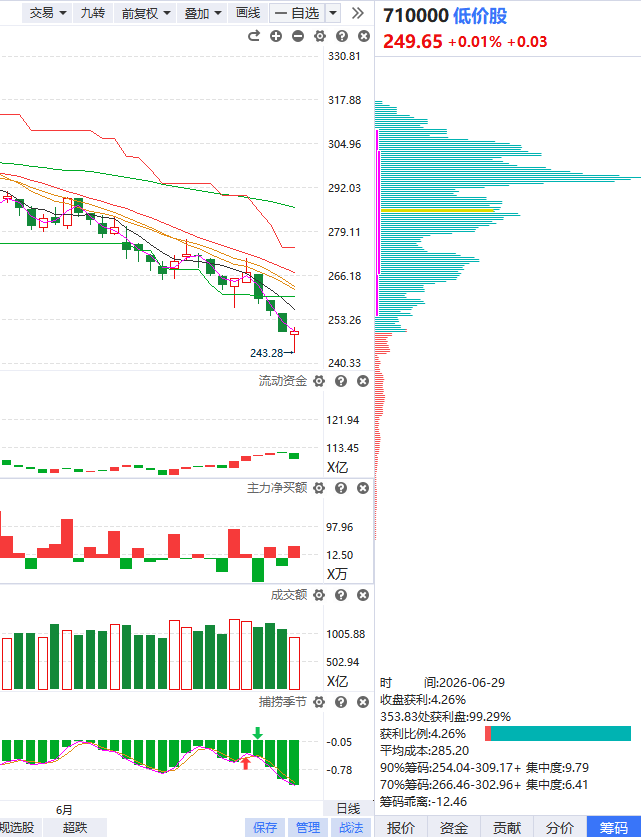 交易 九转 前复权 叠加 画线 一自选
710000 低价股
249.65 +0.01% +0.03
330.81
317.88
304.96
292.03
279.11
266.18
253.26
243.28
240.33
流动资金
121.94
113.45
X亿
主力净买额
97.96
12.50
X万
成交额
1005.88
502.94
X亿
捕捞季节
-0.05
-0.78
6月
日线
规选股 超跌 保存 管理 战法
时 间:2026-06-29
收盘获利:4.26%
353.83处获利盘:99.29%
获利比例:4.26%
平均成本:285.20
90%筹码:254.04-309.17+ 集中度:9.79
70%筹码:266.46-302.96+ 集中度:6.41
筹码乖离:-12.46
报价 资金 贡献 分价 筹码